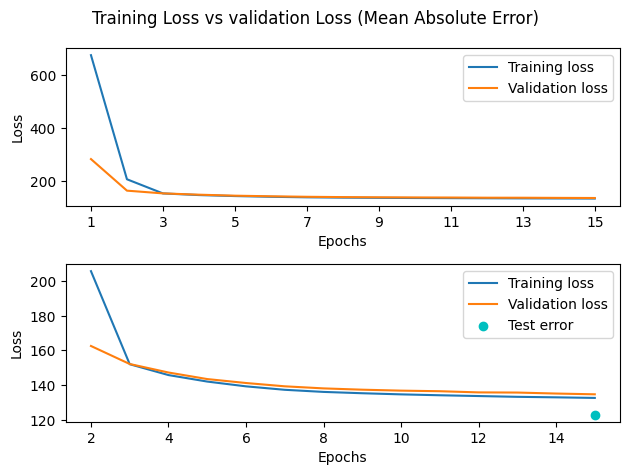 Training Loss vs validation Loss (Mean Absolute Error)
600
400
200
Loss
Training loss
Validation loss
1 3 5 7 9 11 13 15
Epochs
200
180
160
140
120
Loss
Training loss
Validation loss
Test error
2 4 6 8 10 12 14
Epochs